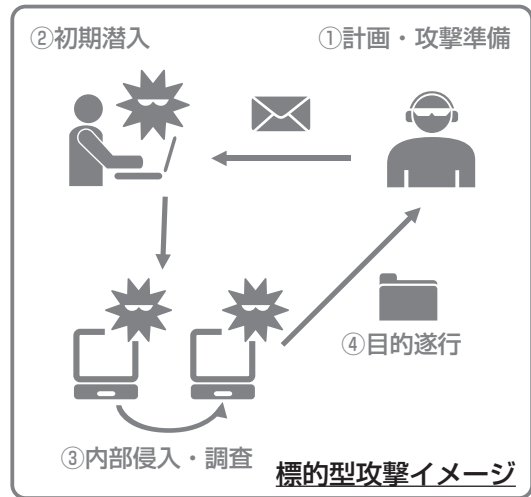 ②初期潜入
①計画・攻撃準備
④目的遂行
③内部侵入・調査
標的型攻撃イメージ